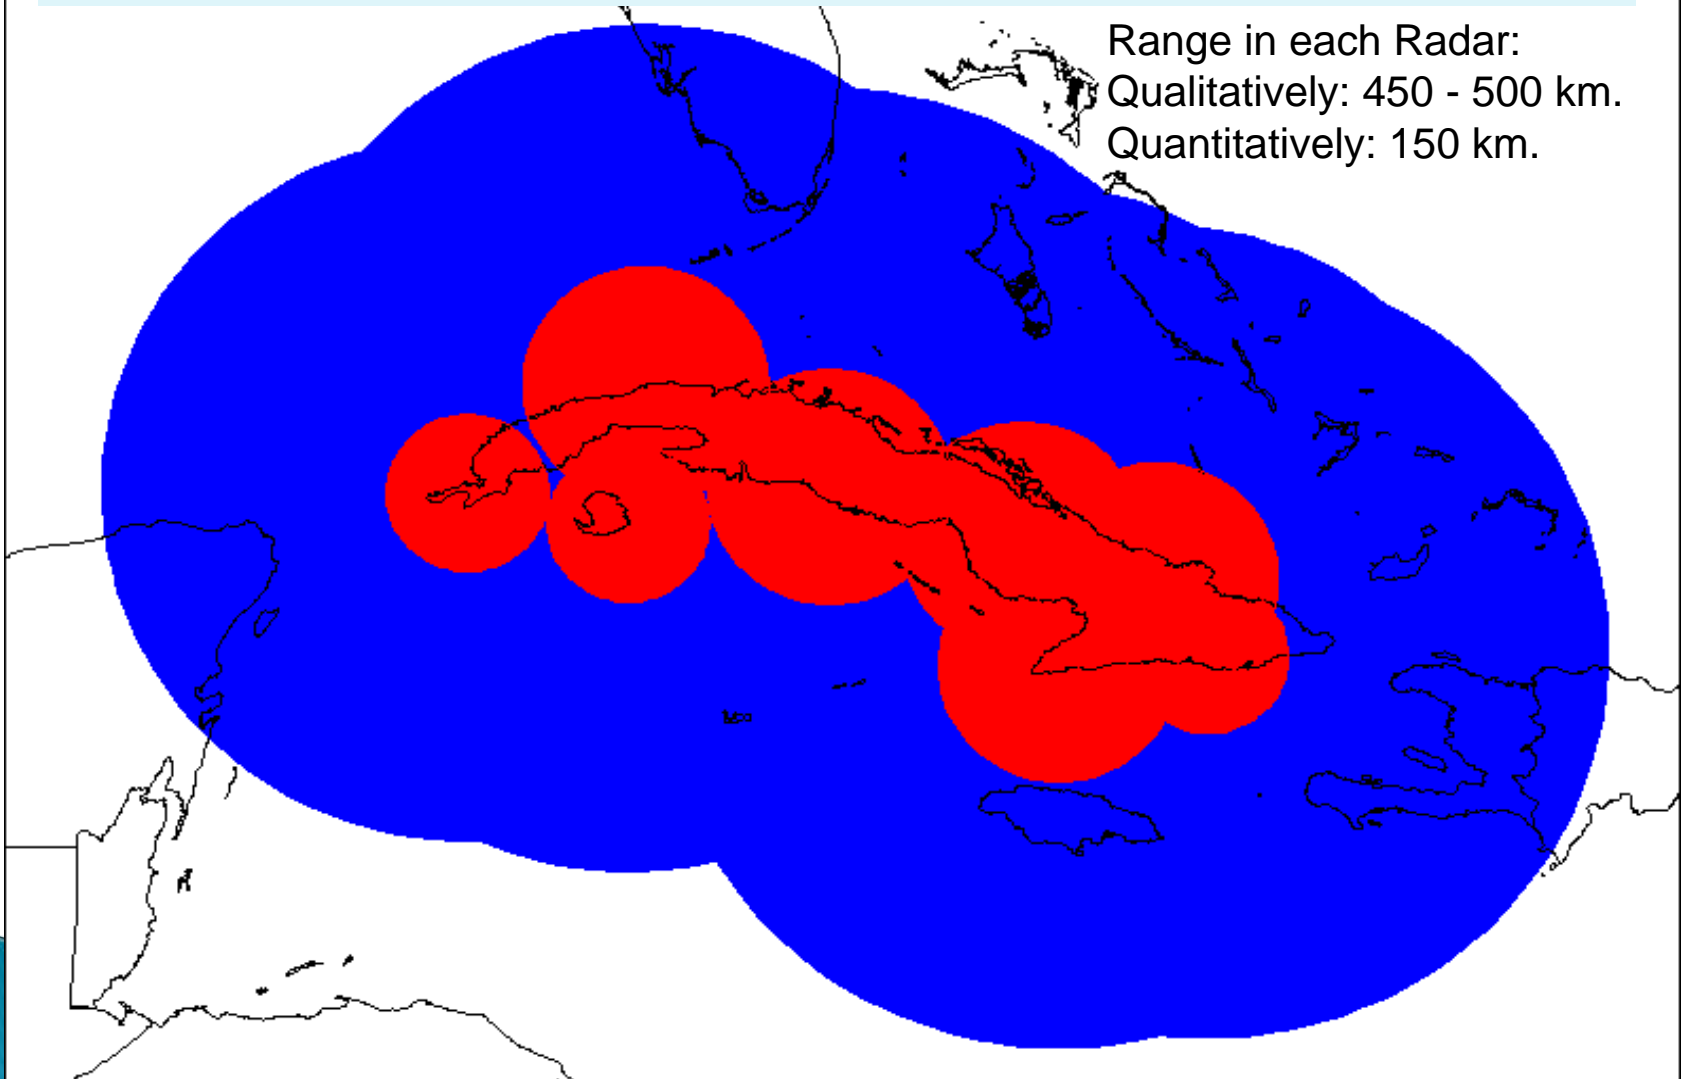 Range in each Radar:
Qualitatively: 450 - 500 km.
Quantitatively: 150 km.